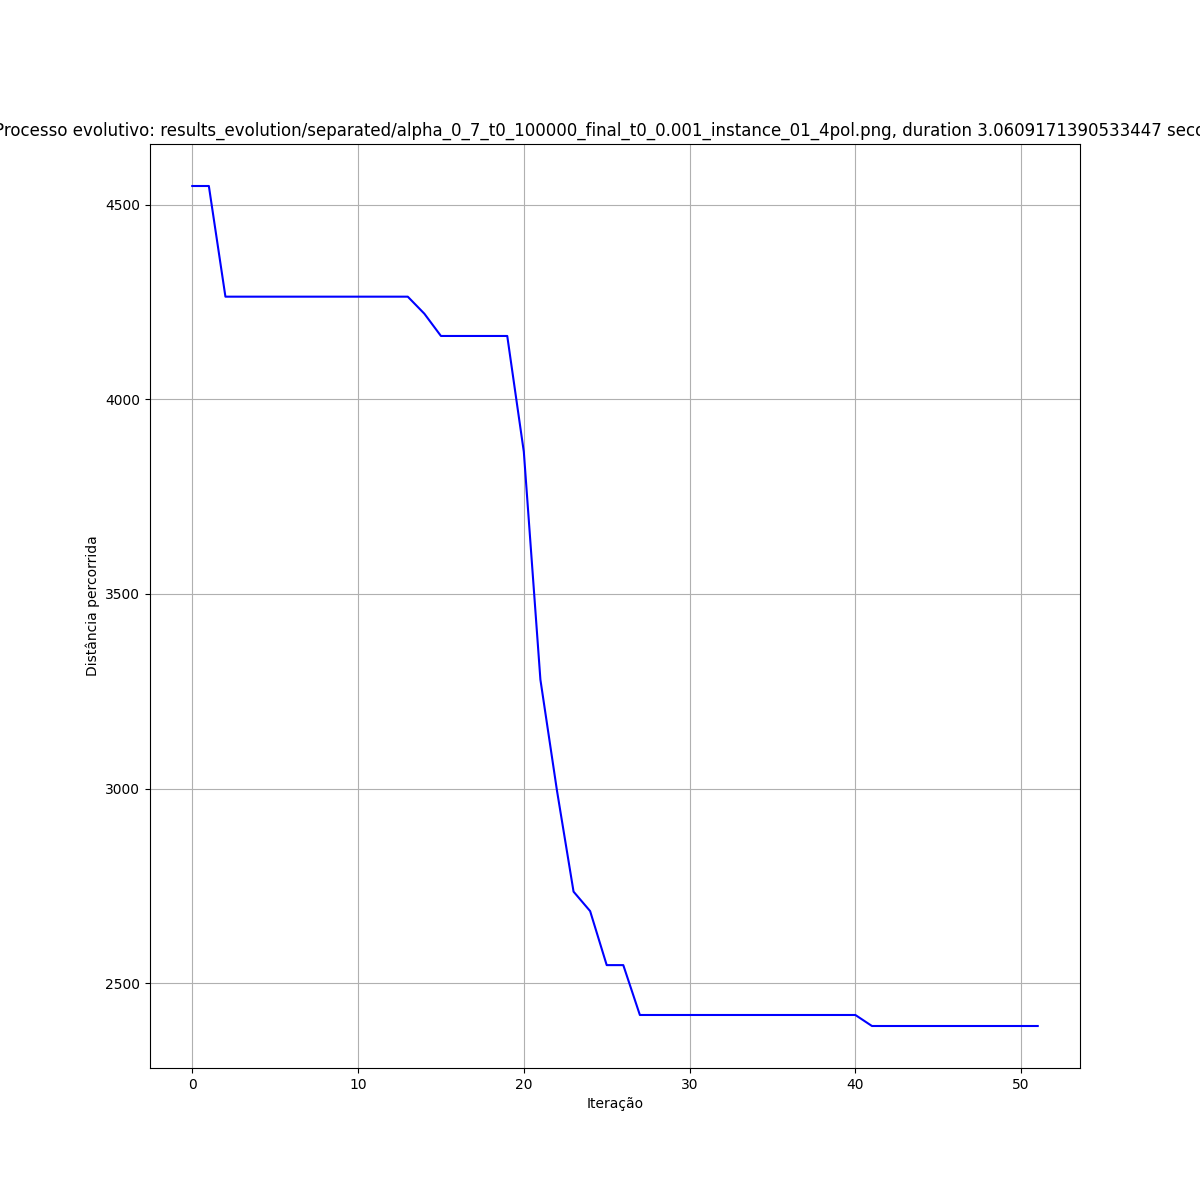 Processo evolutivo: results_evolution/separated/alpha_0_7_t0_100000_final_t0_0.001_instance_01_4pol.png, duration 3.0609171390533447 seco
4500
4000
3500
3000
2500
Distância percorrida
0 10 20 30 40 50
Iteração